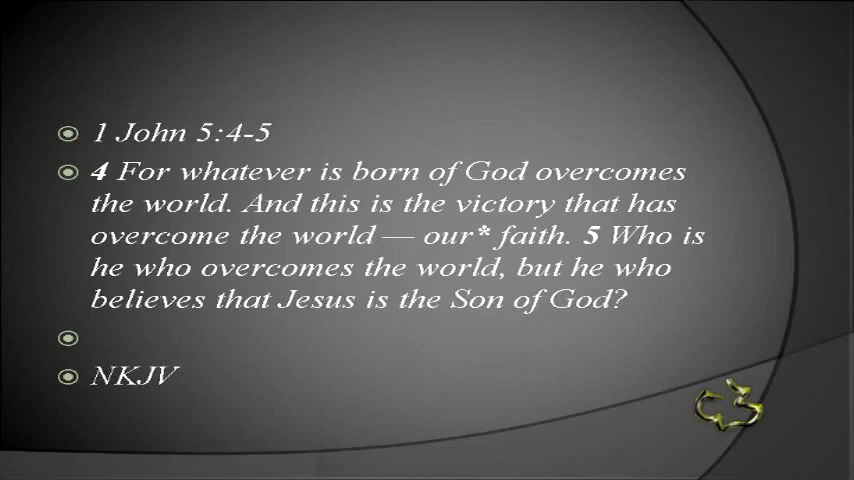 1 John 5:4-5
4 For whatever is born of God overcomes
the world. And this is the victory that has
overcome the world — our* faith. 5 Who is
he who overcomes the world, but he who
believes that Jesus is the Son of God?
NKJV